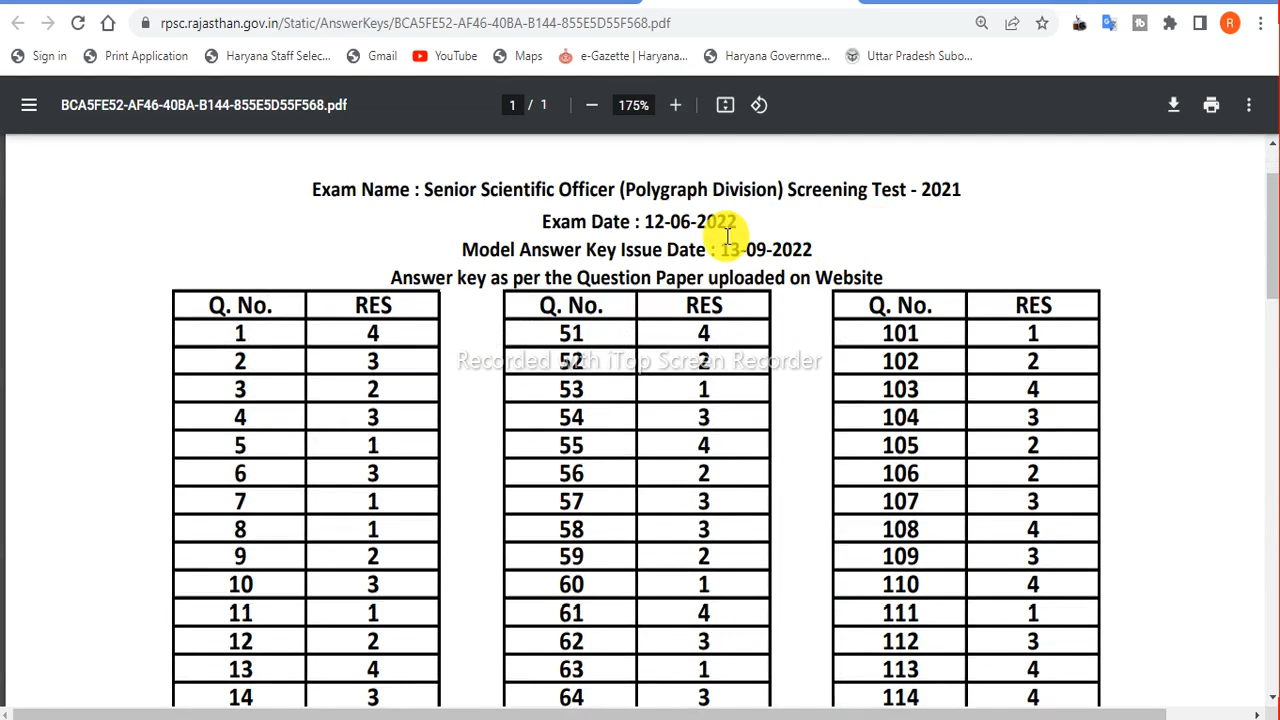 rpsc.rajasthan.gov.in/Static/AnswerKeys/BCA5FE52-AF46-40BA-B144-855E5D55F568.pdf
R
Sign in Print Application Haryana Staff Selec... Gmail YouTube Maps e-Gazette | Haryana... Haryana Governme... Uttar Pradesh Subo...
BCA5FE52-AF46-40BA-B144-855E5D55F568.pdf 1 / 1 175%
Exam Name : Senior Scientific Officer (Polygraph Division) Screening Test - 2021
Exam Date : 12-06-2022
Model Answer Key Issue Date : 13-09-2022
Answer key as per the Question Paper uploaded on Website
Q. No. RES Q. No. RES Q. No. RES
1 4 51 4 101 1
2 3 52 2 102 2
Recorded with iTop Screen Recorder
3 2 53 1 103 4
4 3 54 3 104 3
5 1 55 4 105 2
6 3 56 2 106 2
7 1 57 3 107 3
8 1 58 3 108 4
9 2 59 2 109 3
10 3 60 1 110 4
11 1 61 4 111 1
12 2 62 3 112 3
13 4 63 1 113 4
14 3 64 3 114 4